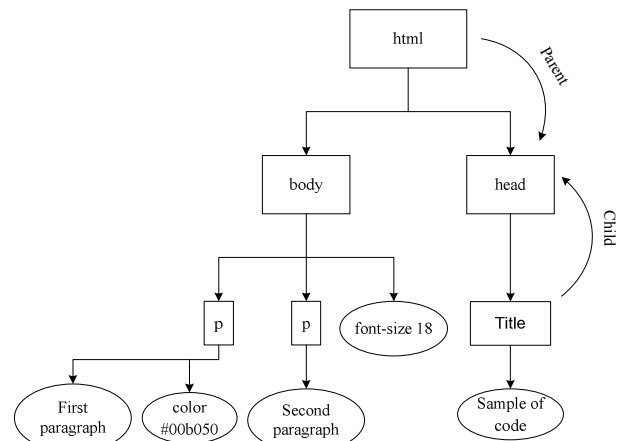 html
Parent
body
head
Child
p
p
font-size 18
Title
First
paragraph
color
#00b050
Second
paragraph
Sample of
code